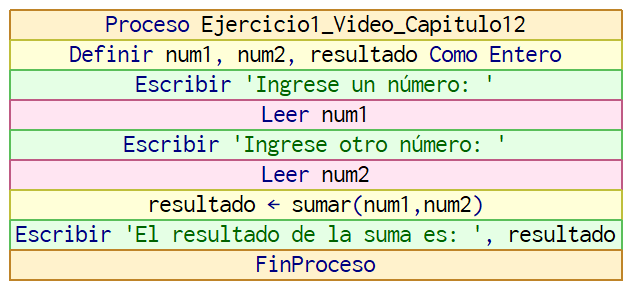 Proceso Ejercicio1_Video_Capitulo12
Definir num1, num2, resultado Como Entero
Escribir 'Ingrese un número: '
Leer num1
Escribir 'Ingrese otro número: '
Leer num2
resultado ← sumar(num1,num2)
Escribir 'El resultado de la suma es: ', resultado
FinProceso